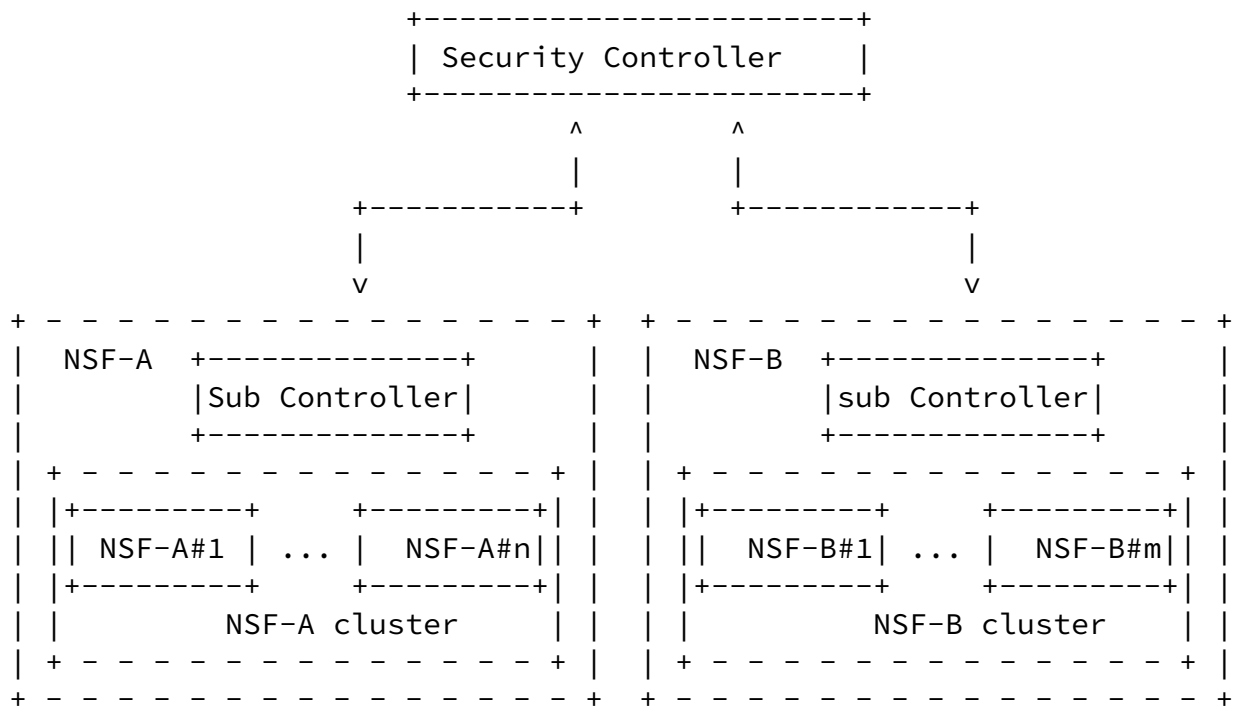 Security Controller
NSF-A NSF-B
Sub Controller sub Controller
NSF-A#1 ... NSF-A#n NSF-B#1 ... NSF-B#m
NSF-A cluster NSF-B cluster